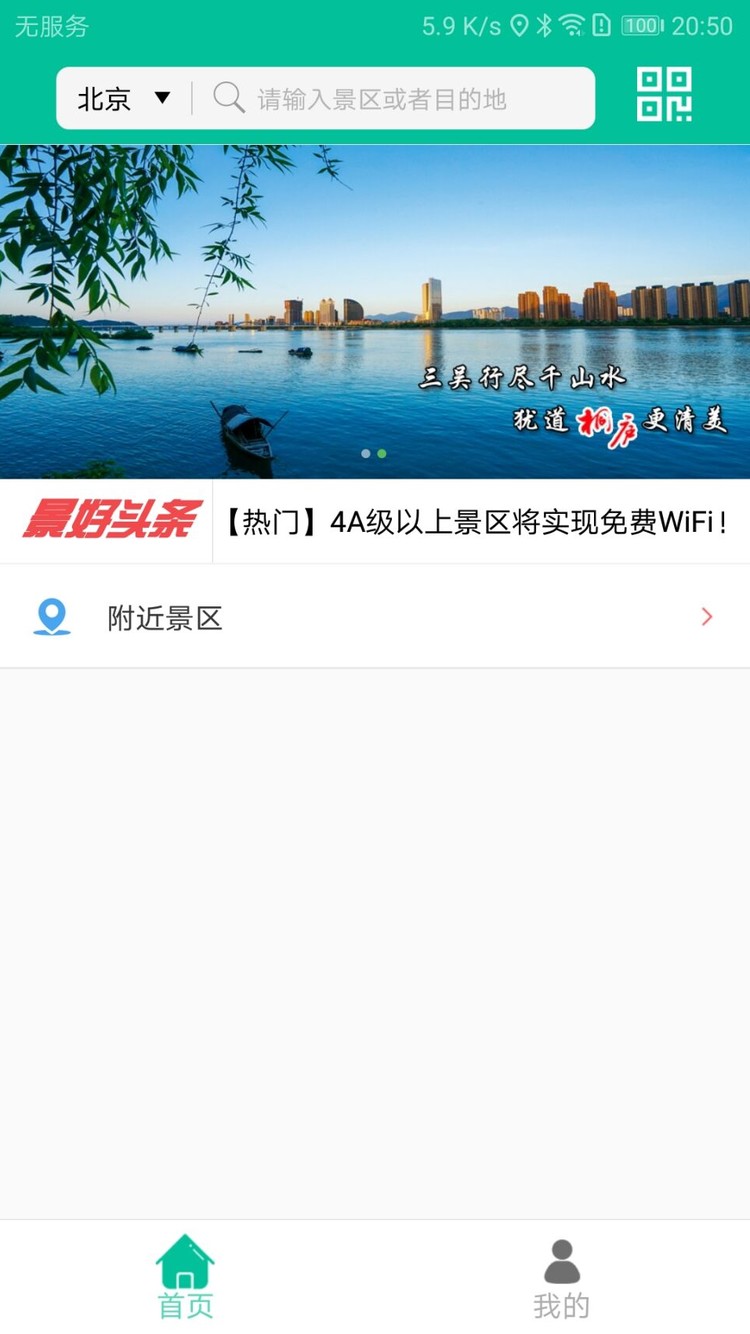 无服务 5.9 K/s 100 20:50
北京 请输入景区或者目的地
三吴行尽千山水
犹道桐庐更清美
景好头条 【热门】4A级以上景区将实现免费WiFi!
附近景区
首页 我的